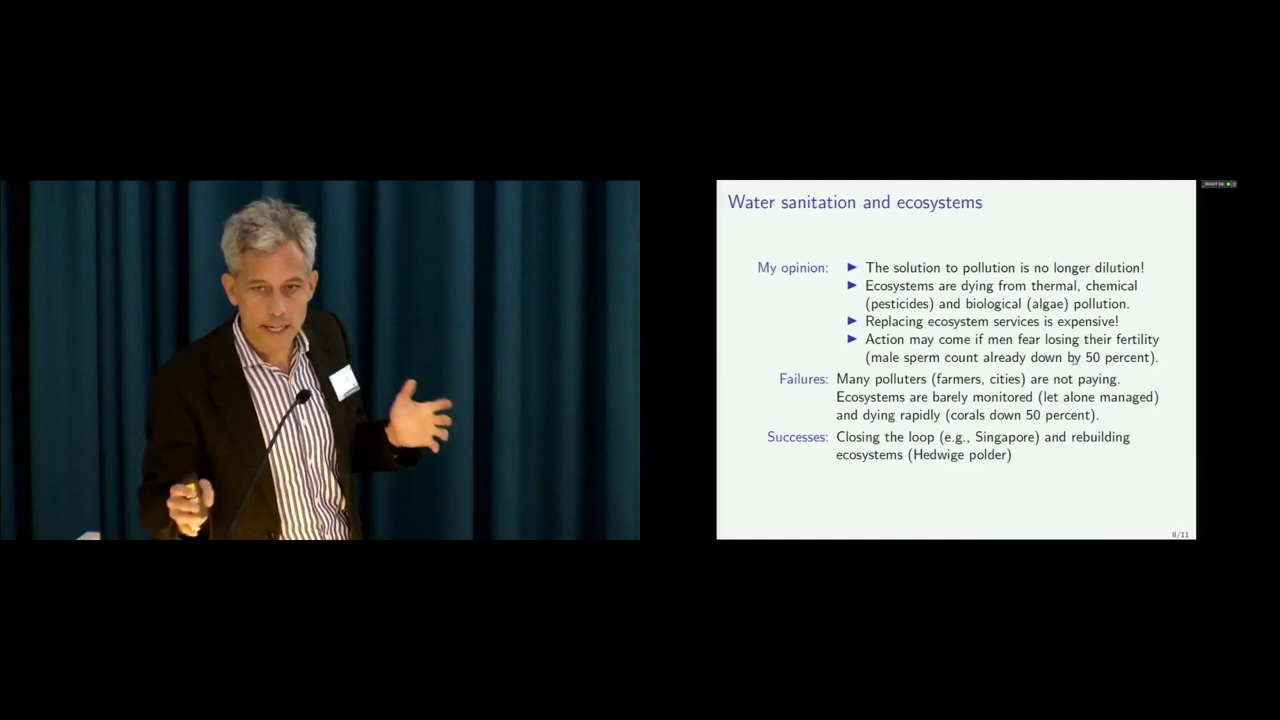 SMART Ink
Water sanitation and ecosystems
My opinion: ▶ The solution to pollution is no longer dilution!
▶ Ecosystems are dying from thermal, chemical
(pesticides) and biological (algae) pollution.
▶ Replacing ecosystem services is expensive!
▶ Action may come if men fear losing their fertility
(male sperm count already down by 50 percent).
Failures: Many polluters (farmers, cities) are not paying.
Ecosystems are barely monitored (let alone managed)
and dying rapidly (corals down 50 percent).
Successes: Closing the loop (e.g., Singapore) and rebuilding
ecosystems (Hedwige polder)
8/11